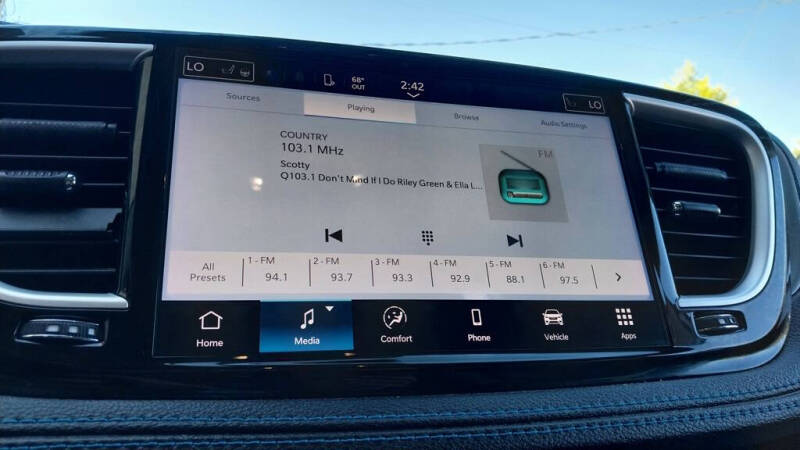 LO
68°
OUT
2:42
LO
Sources
Playing
Browse
Audio Settings
COUNTRY
103.1 MHz
Scotty
Q103.1 Don't Mind If I Do Riley Green & Ella L...
FM
All
Presets
1 - FM
94.1
2 - FM
93.7
3 - FM
93.3
4 - FM
92.9
5 - FM
88.1
6 - FM
97.5
Home
Media
Comfort
Phone
Vehicle
Apps